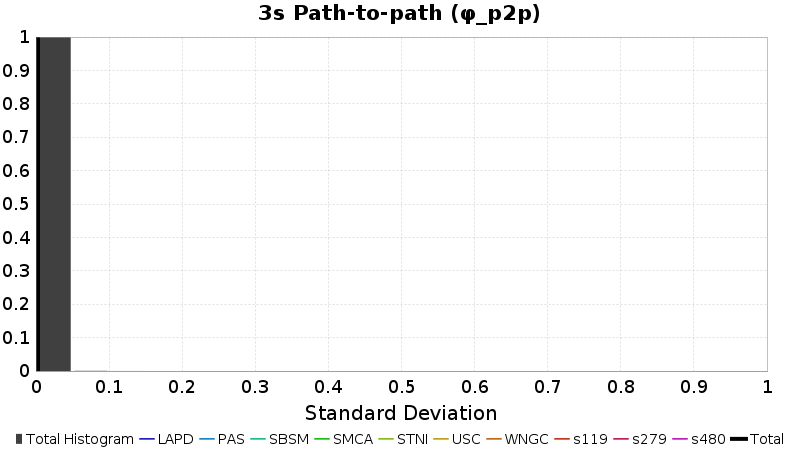 3s Path-to-path (φ_p2p)
1
0.9
0.8
0.7
0.6
0.5
0.4
0.3
0.2
0.1
0
0 0.1 0.2 0.3 0.4 0.5 0.6 0.7 0.8 0.9 1
Standard Deviation
Total Histogram LAPD PAS SBSM SMCA STNI USC WNGC s119 s279 s480 Total